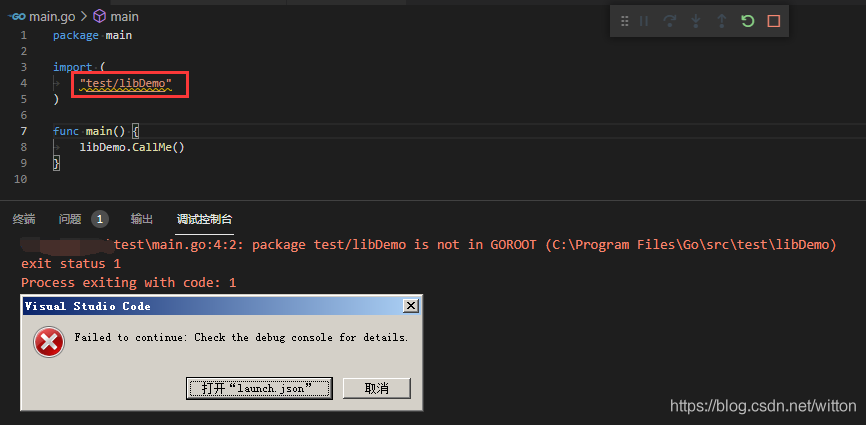 main.go > main
1 package main
2
3 import (
4 "test/libDemo"
5 )
6
7 func main() {
8 libDemo.CallMe()
9 }
10
终端 问题 1 输出 调试控制台
test\main.go:4:2: package test/libDemo is not in GOROOT (C:\Program Files\Go\src\test\libDemo)
exit status 1
Process exiting with code: 1
Visual Studio Code
Failed to continue: Check the debug console for details.
打开“launch.json” 取消
https://blog.csdn.net/witton